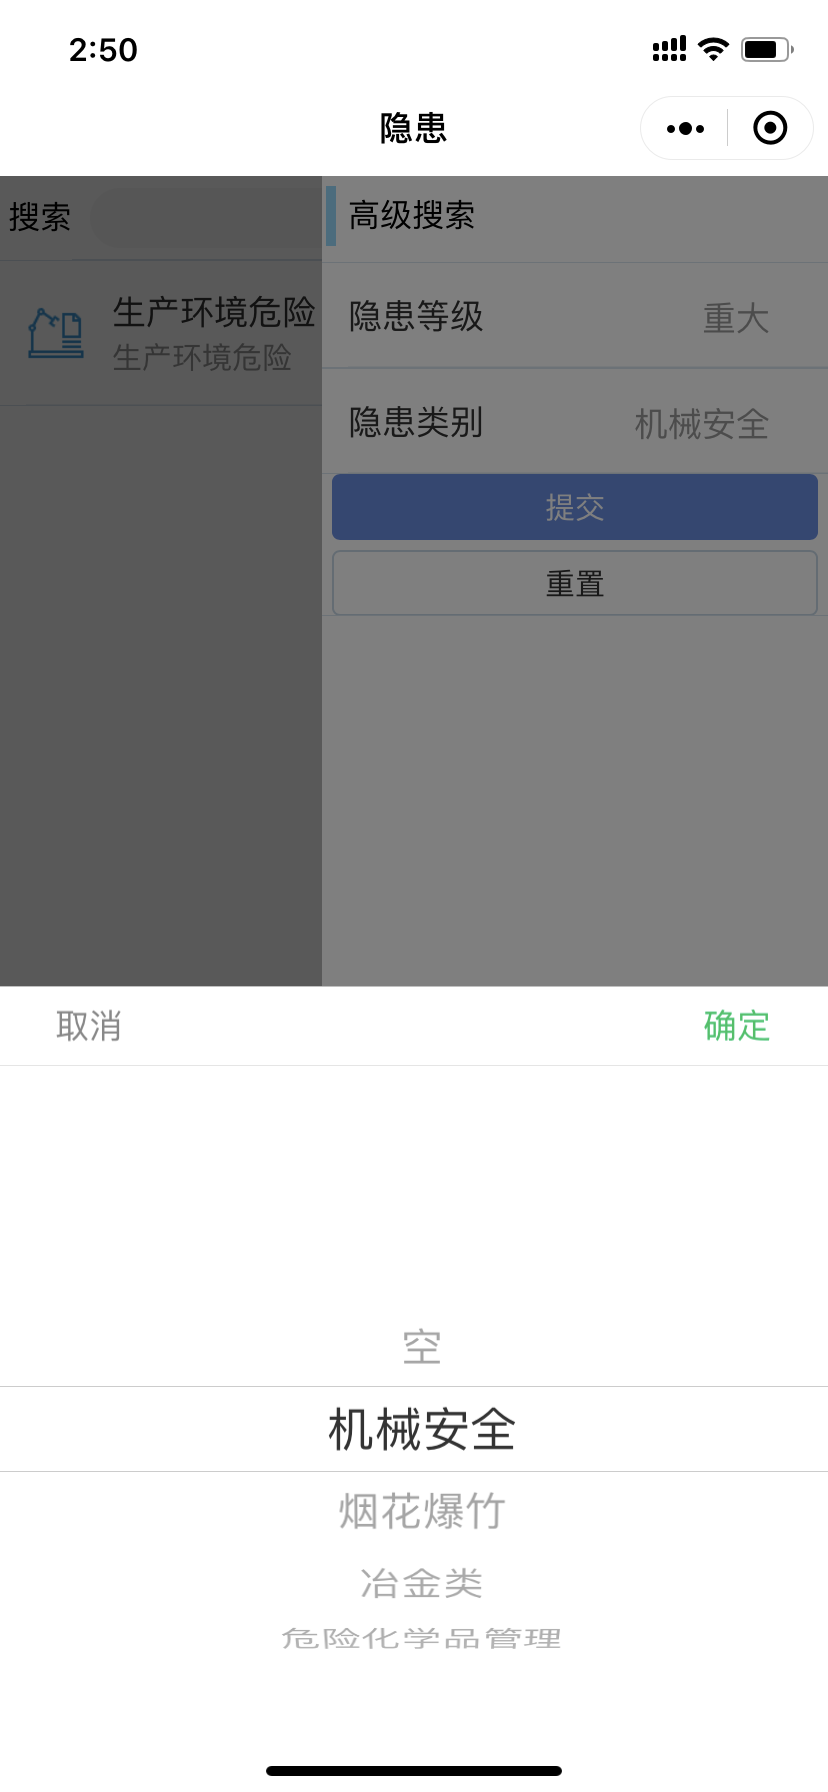 2:50
隐患
搜索
高级搜索
生产环境危险
生产环境危险
隐患等级 重大
隐患类别 机械安全
提交
重置
取消 确定
空
机械安全
烟花爆竹
冶金类
危险化学品管理